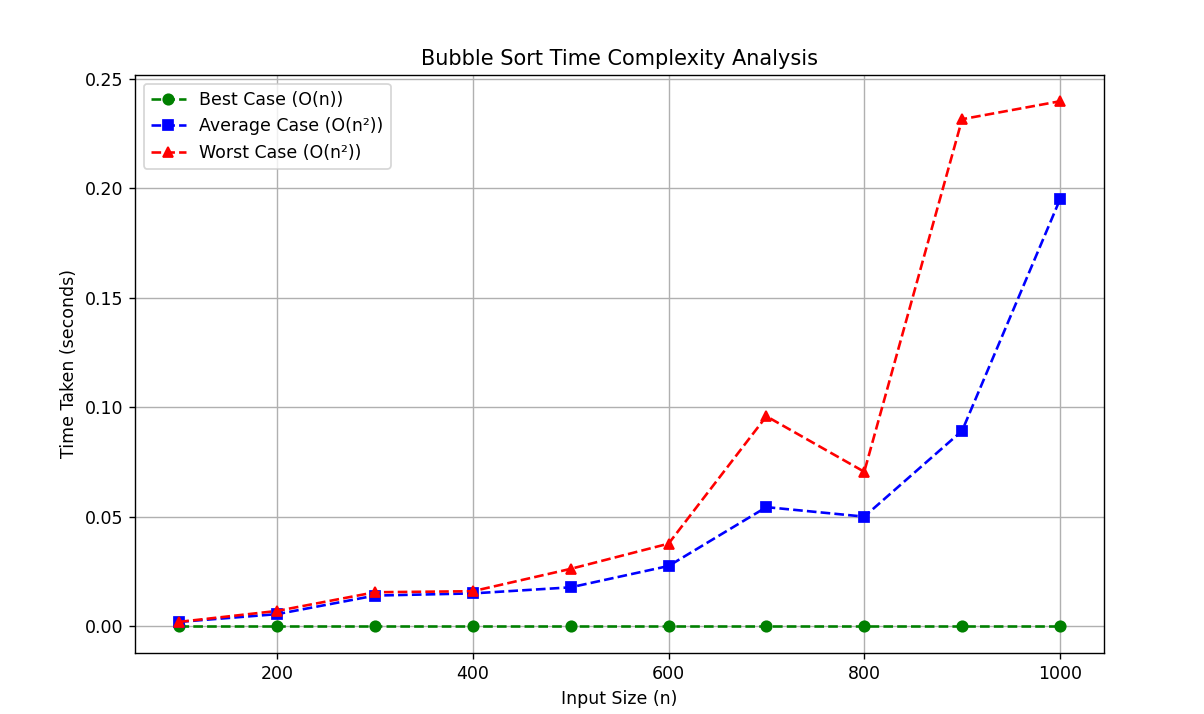 Bubble Sort Time Complexity Analysis
0.25
0.20
0.15
0.10
0.05
0.00
Time Taken (seconds)
Best Case (O(n))
Average Case (O(n²))
Worst Case (O(n²))
200
400
600
800
1000
Input Size (n)